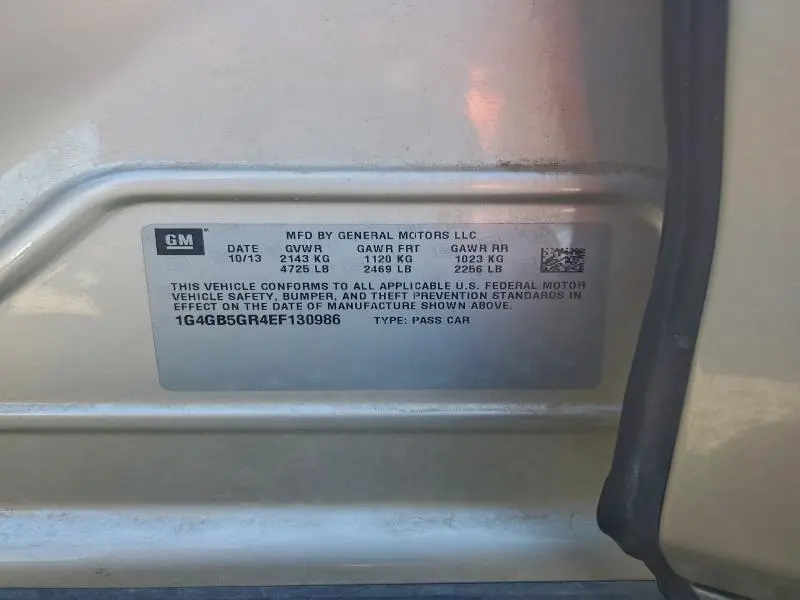 GM MFD BY GENERAL MOTORS LLC
DATE GVWR GAWR FRT GAWR RR
10/13 2143 KG 1120 KG 1023 KG
4725 LB 2469 LB 2256 LB
THIS VEHICLE CONFORMS TO ALL APPLICABLE U.S. FEDERAL MOTOR
VEHICLE SAFETY, BUMPER, AND THEFT PREVENTION STANDARDS IN
EFFECT ON THE DATE OF MANUFACTURE SHOWN ABOVE.
1G4GB5GR4EF130986 TYPE: PASS CAR